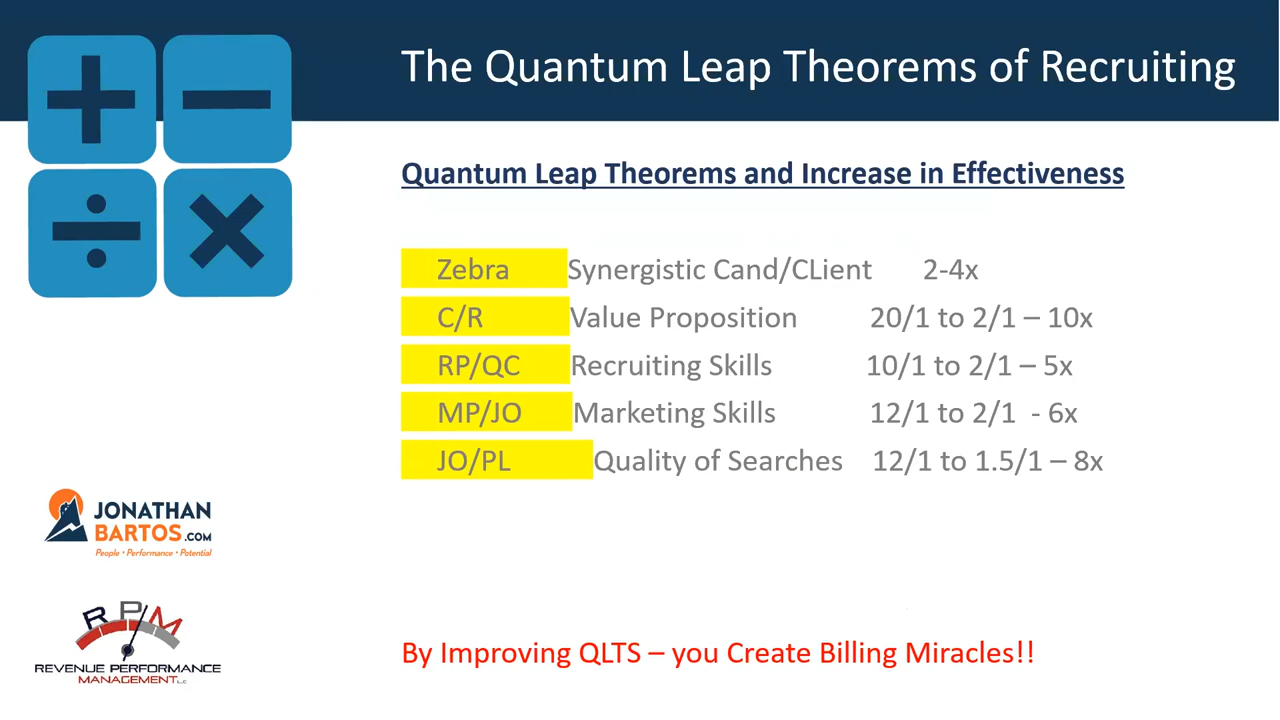 The Quantum Leap Theorems of Recruiting
Quantum Leap Theorems and Increase in Effectiveness
Zebra Synergistic Cand/CLient 2-4x
C/R Value Proposition 20/1 to 2/1 – 10x
RP/QC Recruiting Skills 10/1 to 2/1 – 5x
MP/JO Marketing Skills 12/1 to 2/1 - 6x
JO/PL Quality of Searches 12/1 to 1.5/1 – 8x
JONATHAN
BARTOS.COM
People • Performance • Potential
RPM
REVENUE PERFORMANCE
MANAGEMENT LLC
By Improving QLTS – you Create Billing Miracles!!